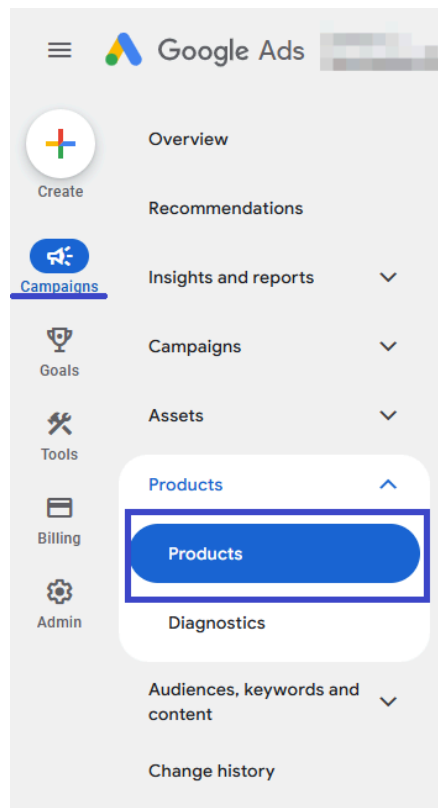 Google Ads
Create
Campaigns
Goals
Tools
Billing
Admin
Overview
Recommendations
Insights and reports
Campaigns
Assets
Products
Products
Diagnostics
Audiences, keywords and
content
Change history